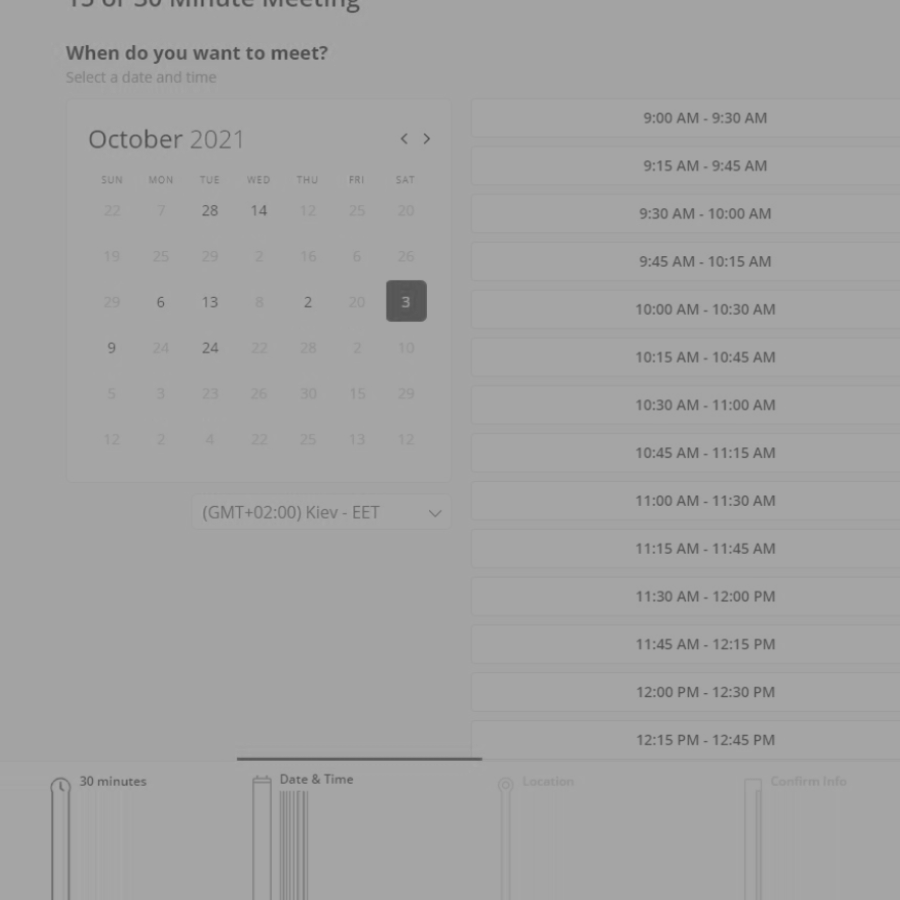 15 or 30 Minute Meeting
When do you want to meet?
Select a date and time
October 2021
SUN MON TUE WED THU FRI SAT
22 7 28 14 12 25 20
19 25 29 2 16 6 26
29 6 13 8 2 20 3
9 24 24 22 28 2 10
5 3 23 26 30 15 29
12 2 4 22 25 13 12
(GMT+02:00) Kiev - EET
9:00 AM - 9:30 AM
9:15 AM - 9:45 AM
9:30 AM - 10:00 AM
9:45 AM - 10:15 AM
10:00 AM - 10:30 AM
10:15 AM - 10:45 AM
10:30 AM - 11:00 AM
10:45 AM - 11:15 AM
11:00 AM - 11:30 AM
11:15 AM - 11:45 AM
11:30 AM - 12:00 PM
11:45 AM - 12:15 PM
12:00 PM - 12:30 PM
12:15 PM - 12:45 PM
30 minutes
Date & Time
Location
Confirm Info